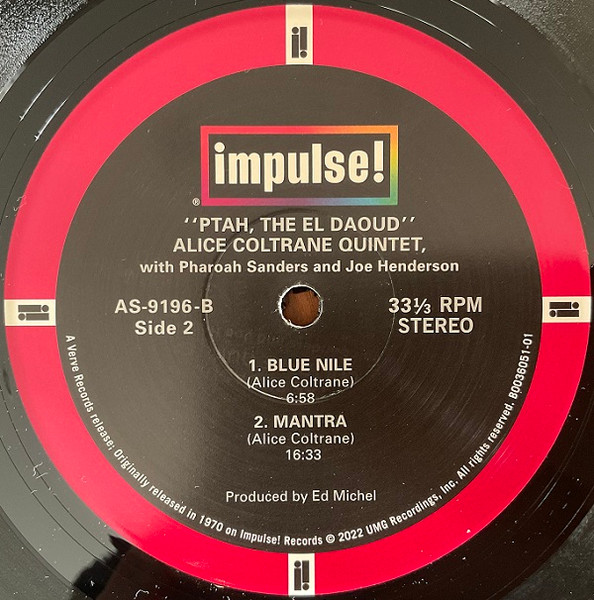 impulse!
®
''PTAH, THE EL DAOUD''
ALICE COLTRANE QUINTET,
with Pharoah Sanders and Joe Henderson
AS-9196-B
Side 2
33⅓ RPM
STEREO
1. BLUE NILE
(Alice Coltrane)
6:58
2. MANTRA
(Alice Coltrane)
16:33
Produced by Ed Michel
A Verve Records release; Originally released in 1970 on Impulse! Records © 2022 UMG Recordings, Inc. All rights reserved. B0036051-01